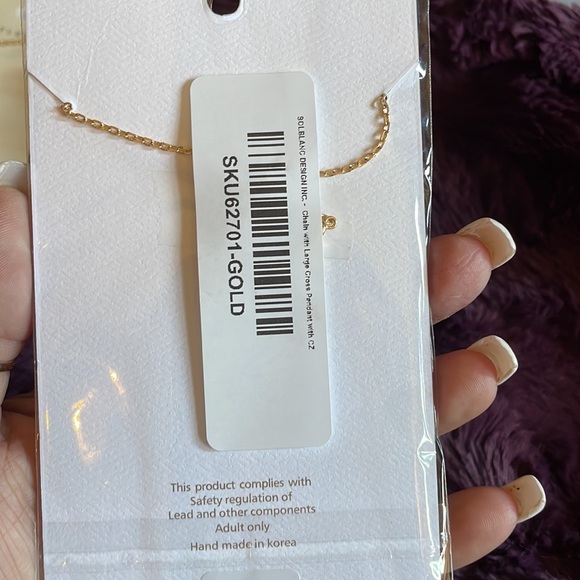 SOLBLANC DESIGN INC. - Chain with Large Cross Pendant with CZ
SKU62701-GOLD
This product complies with
Safety regulation of
Lead and other components
Adult only
Hand made in korea